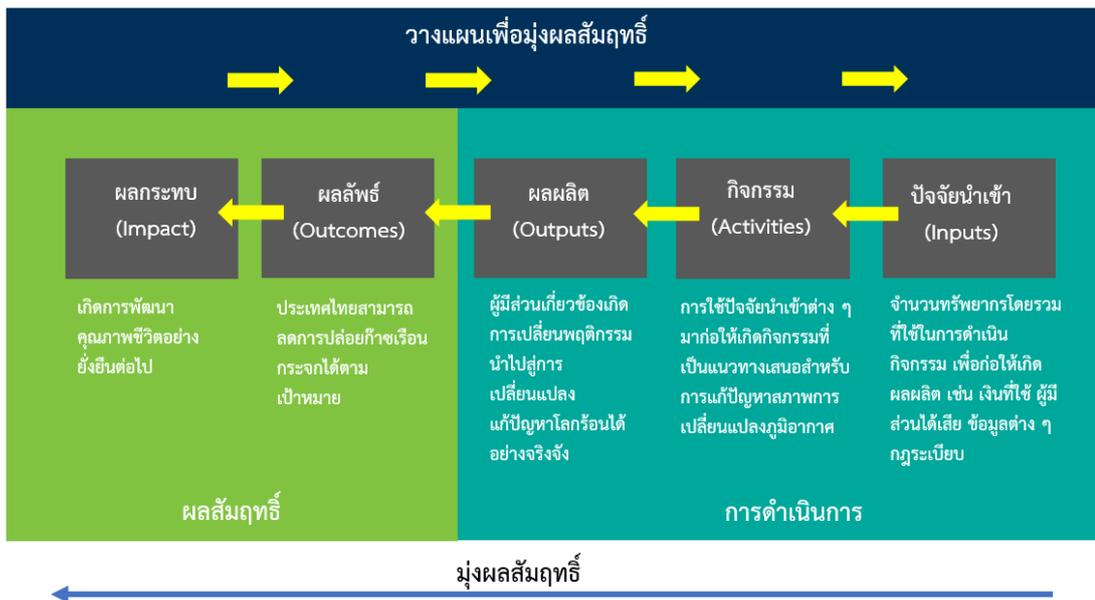 วางแผนเพื่อมุ่งผลสัมฤทธิ์
ผลกระทบ
(Impact)
เกิดการพัฒนา
คุณภาพชีวิตอย่าง
ยั่งยืนต่อไป
ผลลัพธ์
(Outcomes)
ประเทศไทยสามารถ
ลดการปล่อยก๊าซเรือน
กระจกได้ตาม
เป้าหมาย
ผลผลิต
(Outputs)
ผู้มีส่วนเกี่ยวข้องเกิด
การเปลี่ยนพฤติกรรม
นำไปสู่การ
เปลี่ยนแปลง
แก้ปัญหาโลกร้อนได้
อย่างจริงจัง
กิจกรรม
(Activities)
การใช้ปัจจัยนำเข้าต่าง ๆ
มาก่อให้เกิดกิจกรรมที่
เป็นแนวทางเสนอสำหรับ
การแก้ปัญหาสภาพการ
เปลี่ยนแปลงภูมิอากาศ
ปัจจัยนำเข้า
(Inputs)
จำนวนทรัพยากรโดยรวม
ที่ใช้ในการดำเนิน
กิจกรรม เพื่อก่อให้เกิด
ผลผลิต เช่น เงินที่ใช้ ผู้มี
ส่วนได้เสีย ข้อมูลต่าง ๆ
กฎระเบียบ
ผลสัมฤทธิ์
การดำเนินการ
มุ่งผลสัมฤทธิ์